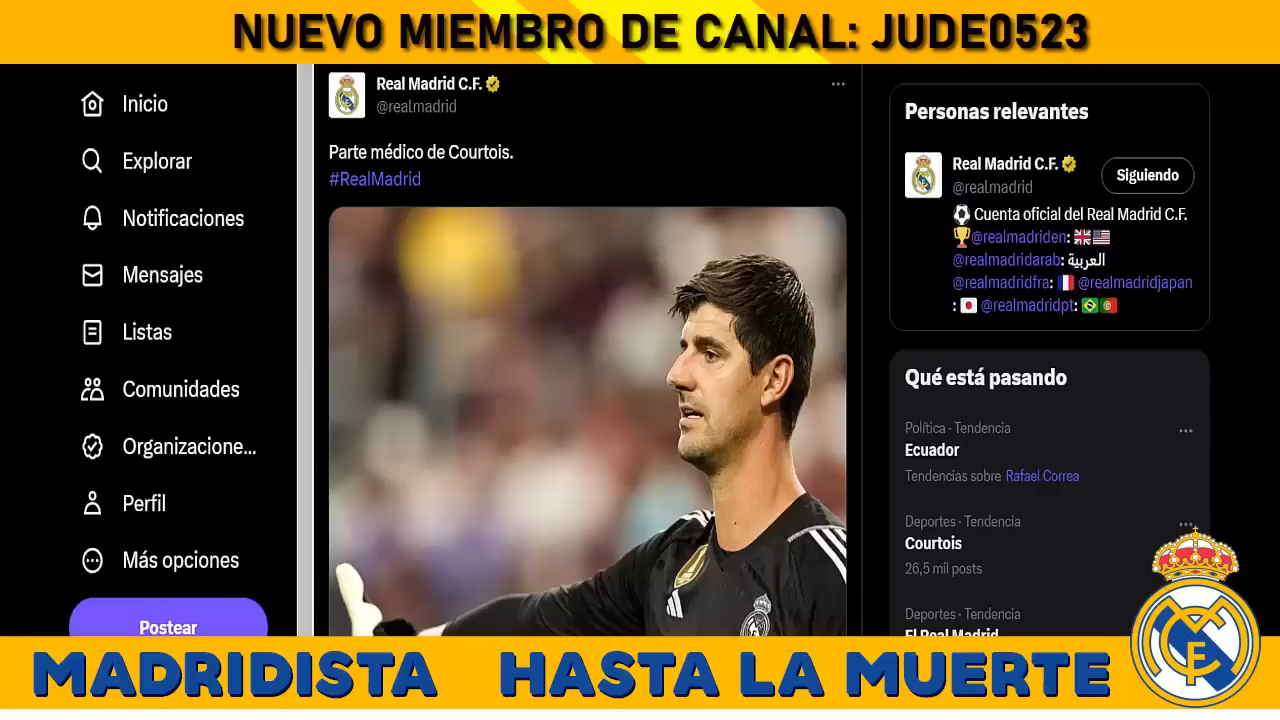 NUEVO MIEMBRO DE CANAL: JUDE0523
Inicio
Explorar
Notificaciones
Mensajes
Listas
Comunidades
Organizacione...
Perfil
Más opciones
Postear
Real Madrid C.F.
@realmadrid
Parte médico de Courtois.
#RealMadrid
Personas relevantes
Real Madrid C.F.
@realmadrid
Siguiendo
Cuenta oficial del Real Madrid C.F.
@realmadriden:
@realmadridarab: العربية
@realmadridfra: @realmadridjapan
: @realmadridpt:
Qué está pasando
Política · Tendencia
Ecuador
Tendencias sobre Rafael Correa
Deportes · Tendencia
Courtois
26,5 mil posts
Deportes · Tendencia
El Real Madrid
MADRIDISTA HASTA LA MUERTE